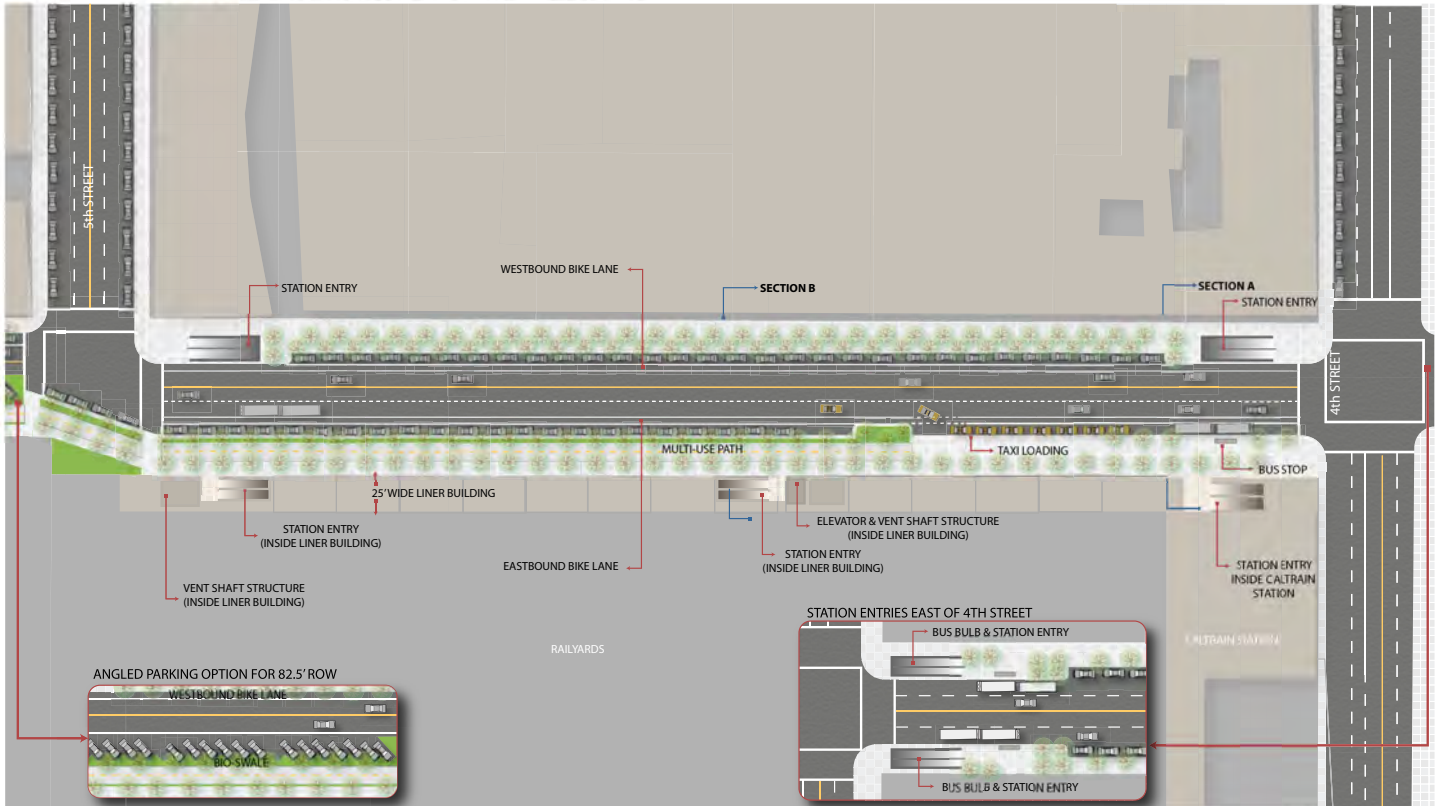 5th STREET
WESTBOUND BIKE LANE
STATION ENTRY
SECTION B
SECTION A
STATION ENTRY
4th STREET
MULTI-USE PATH
TAXI LOADING
BUS STOP
25' WIDE LINER BUILDING
STATION ENTRY
(INSIDE LINER BUILDING)
ELEVATOR & VENT SHAFT STRUCTURE
(INSIDE LINER BUILDING)
STATION ENTRY
(INSIDE LINER BUILDING)
EASTBOUND BIKE LANE
STATION ENTRY
INSIDE CALTRAIN
STATION
VENT SHAFT STRUCTURE
(INSIDE LINER BUILDING)
RAILYARDS
CALTRAIN STATION
STATION ENTRIES EAST OF 4TH STREET
BUS BULB & STATION ENTRY
BUS BULB & STATION ENTRY
ANGLED PARKING OPTION FOR 82.5' ROW
WESTBOUND BIKE LANE
BIO-SWALE